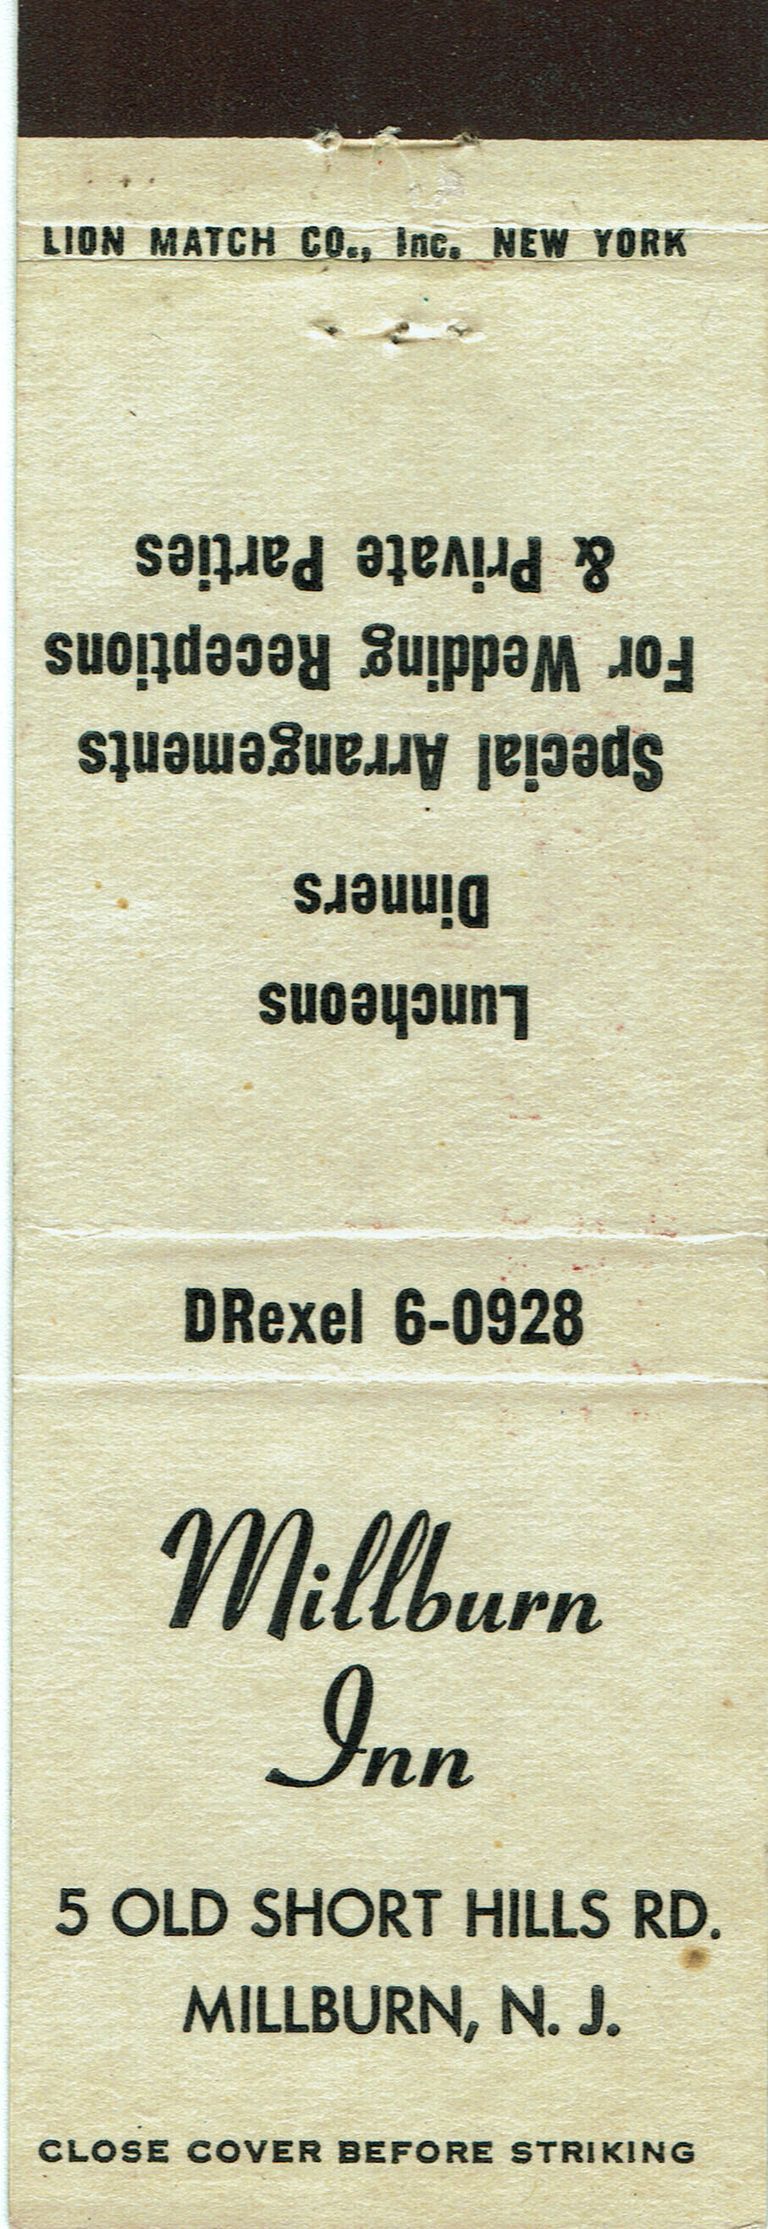 LION MATCH CO., Inc. NEW YORK
Luncheons
Dinners
Special Arrangements
For Wedding Receptions
& Private Parties
DRexel 6-0928
Millburn
Inn
5 OLD SHORT HILLS RD.
MILLBURN, N. J.
CLOSE COVER BEFORE STRIKING